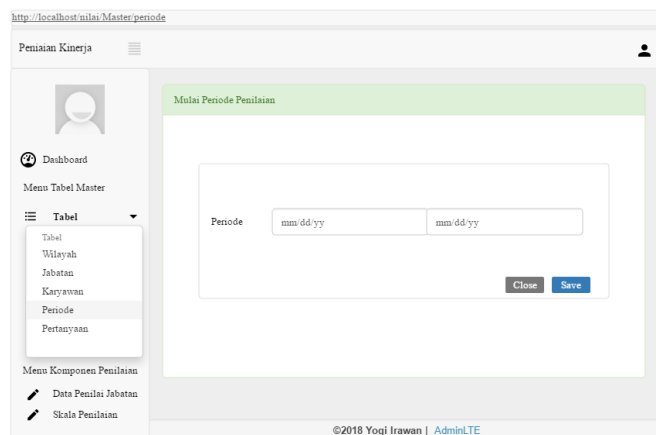 http://localhost/nilai/Master/periode
Peniaian Kinerja
Mulai Periode Penilaian
Dashboard
Menu Tabel Master
Tabel
Tabel
Wilayah
Jabatan
Karyawan
Periode
Pertanyaan
Periode mm/dd/yy mm/dd/yy
Close Save
Menu Komponen Penilaian
Data Penilai Jabatan
Skala Penilaian
©2018 Yogi Irawan | AdminLTE